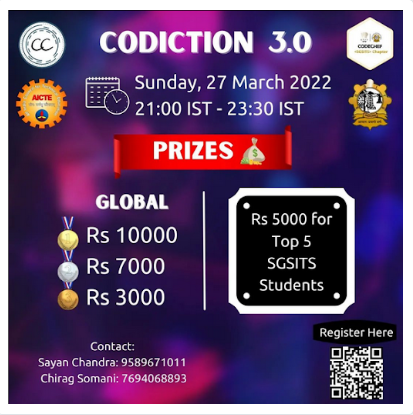 CC
CODICTION 3.0
CODECHEF
AICTE
Sunday, 27 March 2022
21:00 IST - 23:30 IST
PRIZES
GLOBAL
Rs 10000
Rs 7000
Rs 3000
Rs 5000 for
Top 5
SGSITS
Students
Register Here
Contact:
Sayan Chandra: 9589671011
Chirag Somani: 7694068893